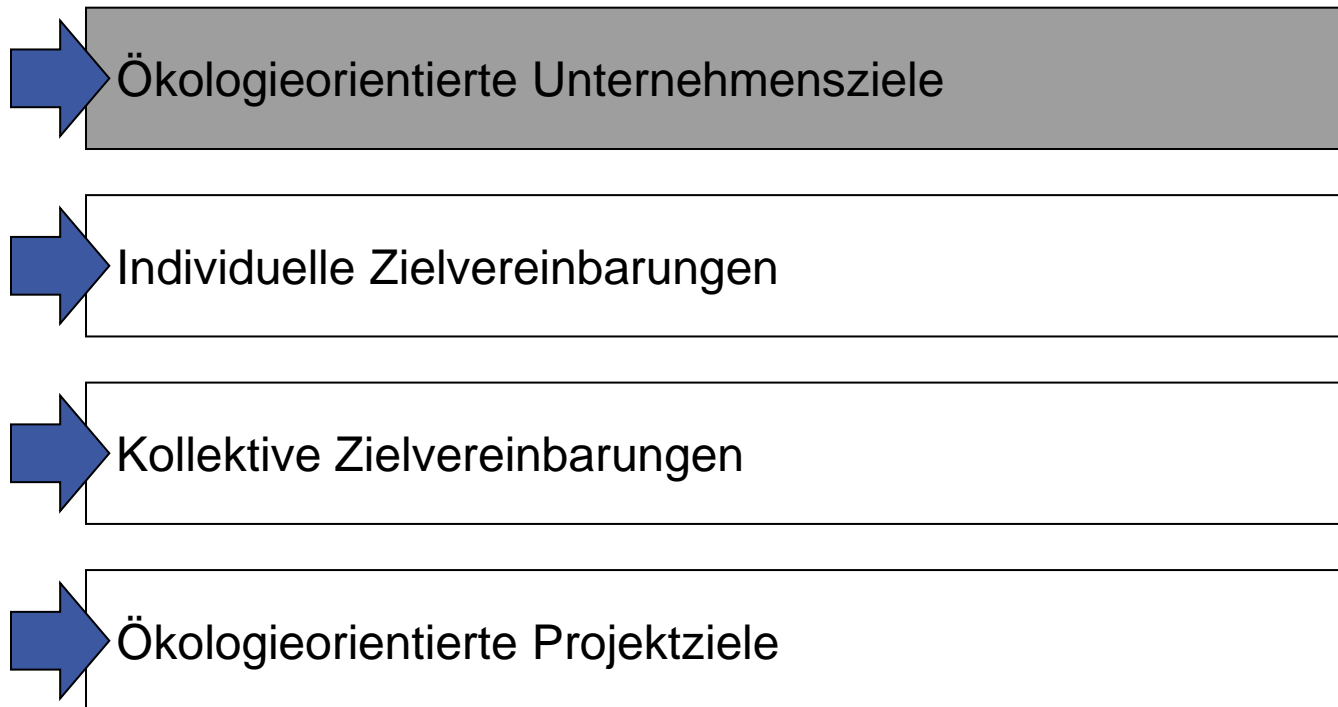 Ökologieorientierte Unternehmensziele
Individuelle Zielvereinbarungen
Kollektive Zielvereinbarungen
Ökologieorientierte Projektziele